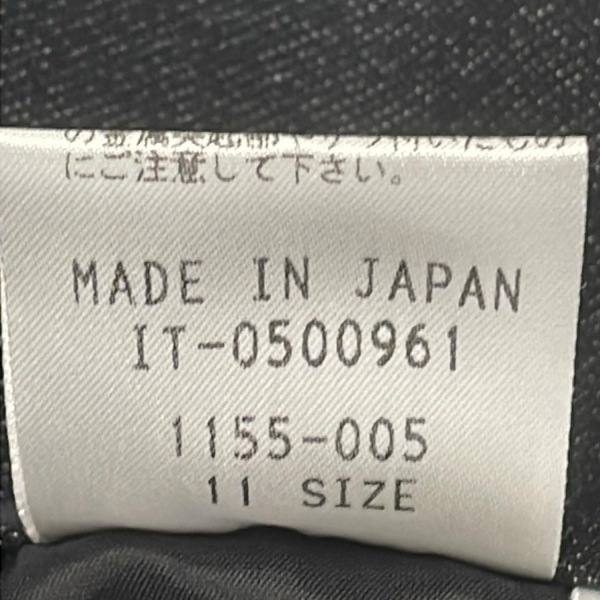 にご注意して下さい。
MADE IN JAPAN
IT-0500961
1155-005
11 SIZE